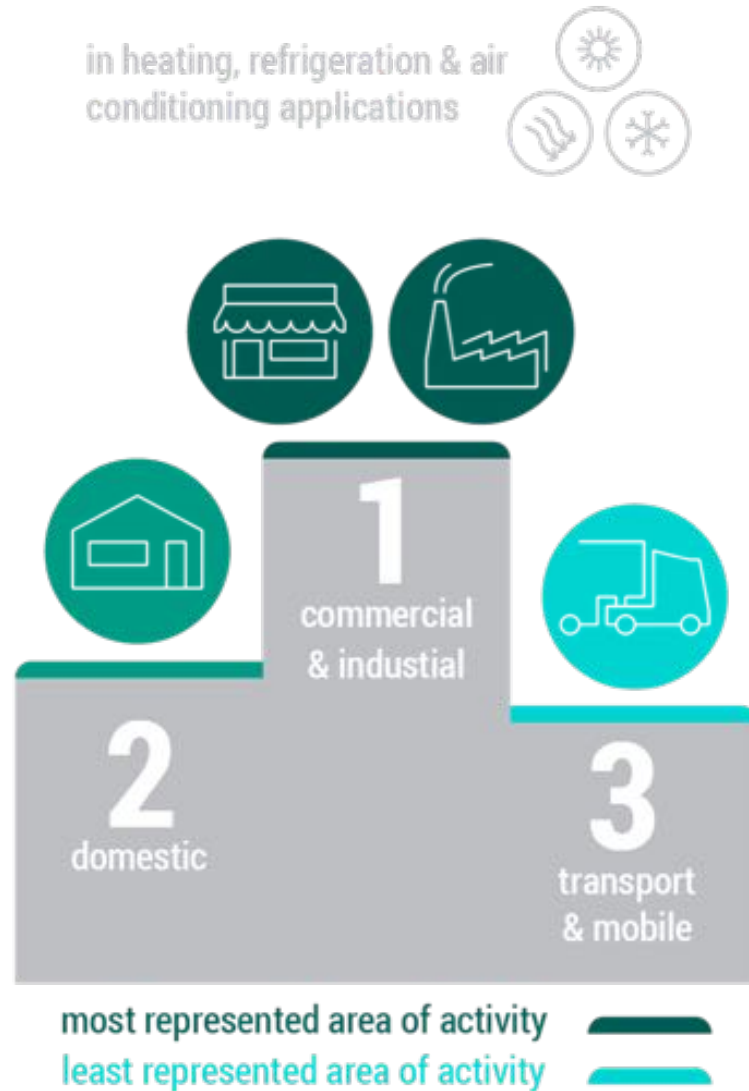 in heating, refrigeration & air
conditioning applications
1
commercial
& industial
2
domestic
3
transport
& mobile
most represented area of activity
least represented area of activity